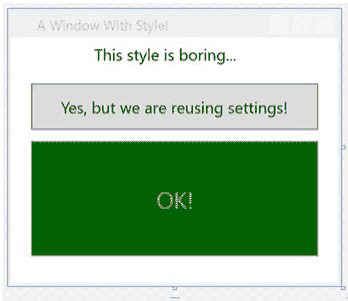 A Window With Style!
This style is boring...
Yes, but we are reusing settings!
OK!